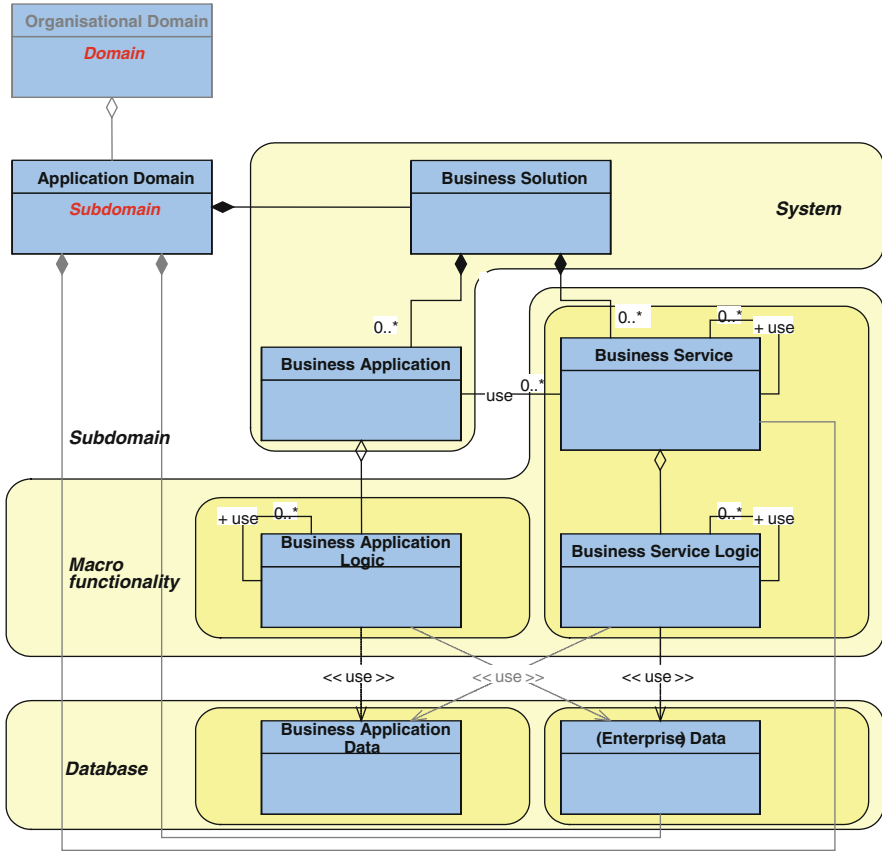 Organisational Domain
Domain
Application Domain
Subdomain
Business Solution
System
0..*
0..*
0..*
+ use
Business Application
Business Service
use
0..*
Subdomain
+ use
0..*
0..*
+ use
Business Application
Logic
Business Service Logic
Macro
functionality
<< use >>
<< use >>
<< use >>
Business Application
Data
(Enterprise) Data
Database